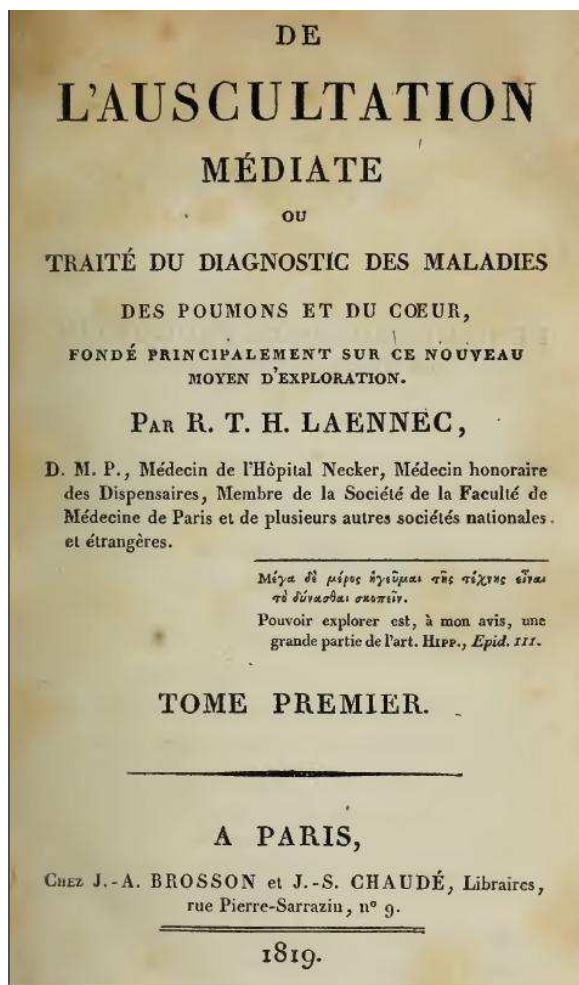 DE
L'AUSCULTATION
MÉDIATE
OU
TRAITÉ DU DIAGNOSTIC DES MALADIES
DES POUMONS ET DU CŒUR,
FONDÉ PRINCIPALEMENT SUR CE NOUVEAU
MOYEN D'EXPLORATION.
PAR R. T. H. LAENNEC,
D. M. P., Médecin de l'Hôpital Necker, Médecin honoraire
des Dispensaires, Membre de la Société de la Faculté de
Médecine de Paris et de plusieurs autres sociétés nationales
et étrangères.
Μέγα δὲ μέρος ἡγεῦμαι τῆς τέχνης εἶναι
τὸ δύνασθαι σκοπεῖν.
Pouvoir explorer est, à mon avis, une
grande partie de l'art. HIPP., Epid. III.
TOME PREMIER.
A PARIS,
CHEZ J.-A. BROSSON et J.-S. CHAUDÉ, Libraires,
rue Pierre-Sarrazin, n° 9.
1819.